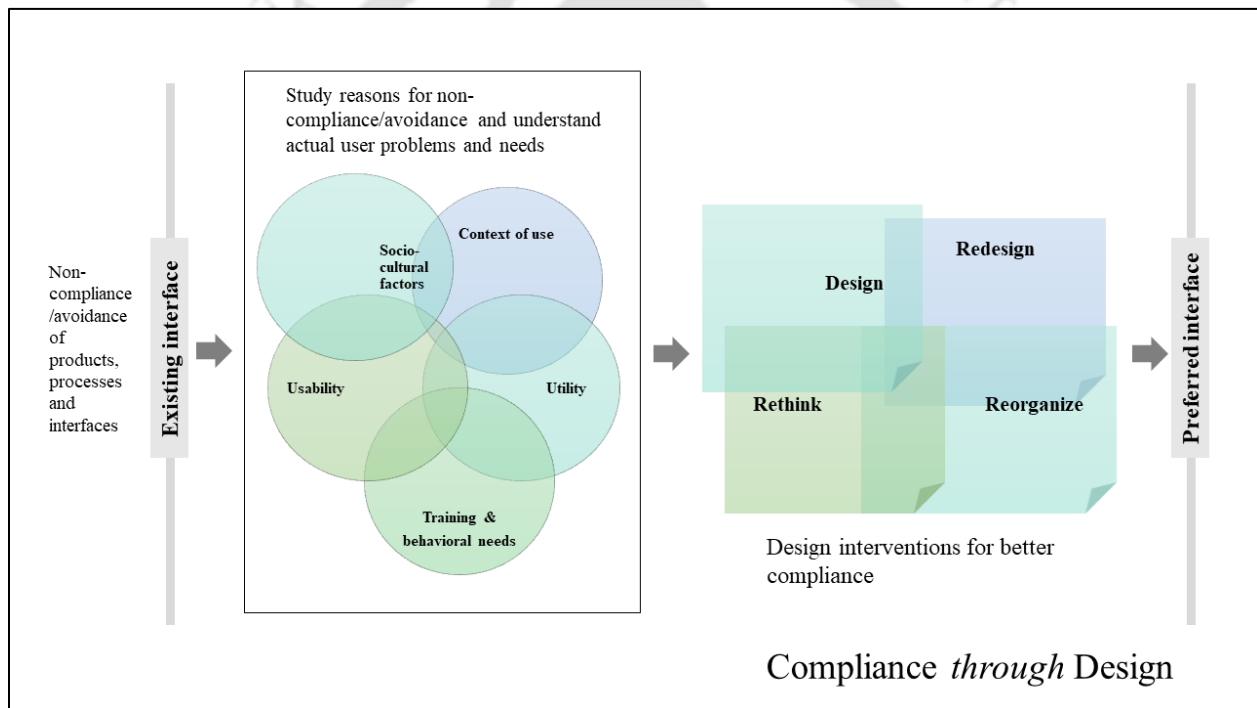 Study reasons for non-
compliance/avoidance and understand
actual user problems and needs
Non-
compliance
/avoidance
of
products,
processes
and
interfaces
Existing interface
Context of use
Socio-
cultural
factors
Usability
Utility
Training &
behavioral needs
Design
Redesign
Rethink
Reorganize
Design interventions for better
compliance
Preferred interface
Compliance through Design